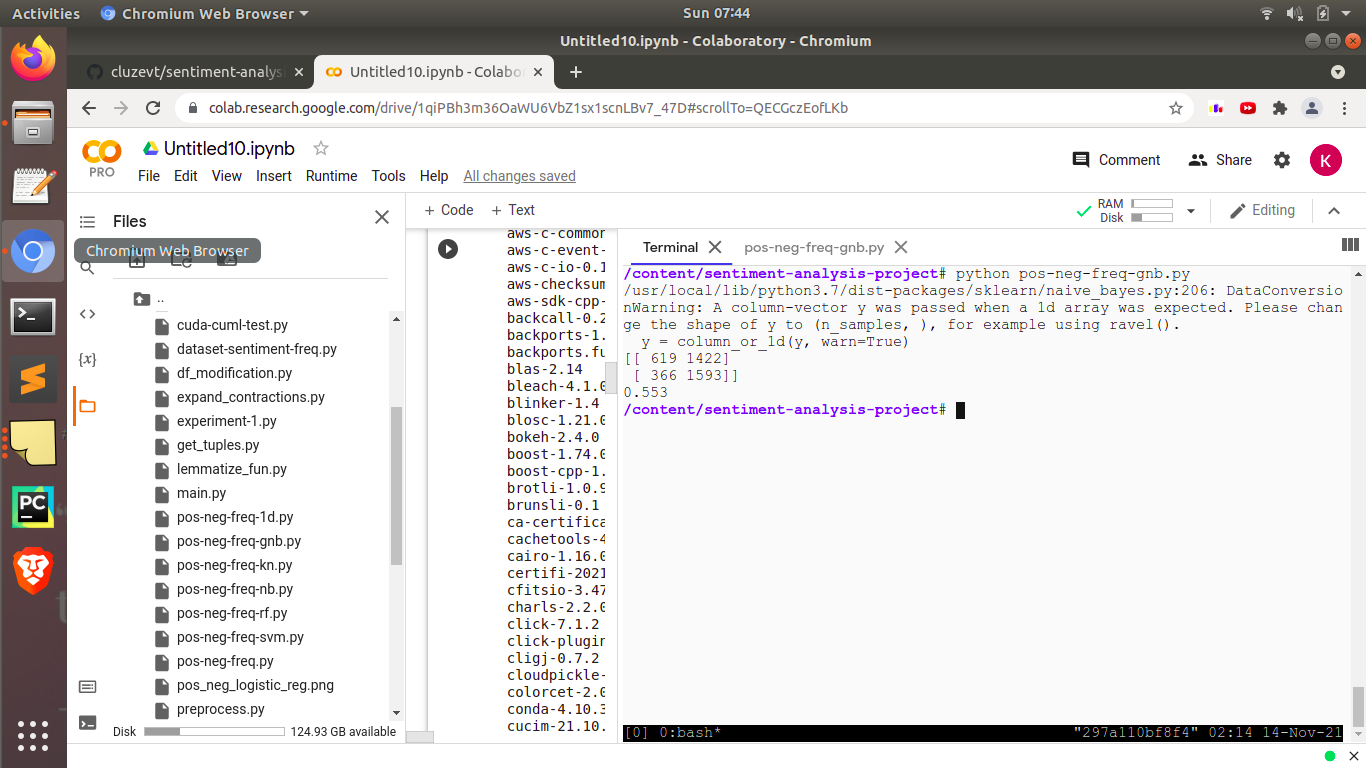 Activities
Chromium Web Browser
Sun 07:44
Untitled10.ipynb - Colaboratory - Chromium
cluzevt/sentiment-analys
Untitled10.ipynb - Colabo
colab.research.google.com/drive/1qiPBh3m36OaWU6VbZ1sx1scnLBv7_47D#scrollTo=QECGczEofLKb
PRO
Untitled10.ipynb
Comment
Share
K
File Edit View Insert Runtime Tools Help All changes saved
Files
+ Code + Text
RAM
Disk
Editing
Chromium Web Browser
..
cuda-cuml-test.py
dataset-sentiment-freq.py
df_modification.py
expand_contractions.py
experiment-1.py
get_tuples.py
lemmatize_fun.py
main.py
pos-neg-freq-1d.py
pos-neg-freq-gnb.py
pos-neg-freq-kn.py
pos-neg-freq-nb.py
pos-neg-freq-rf.py
pos-neg-freq-svm.py
pos-neg-freq.py
pos_neg_logistic_reg.png
preprocess.py
Disk 124.93 GB available
{x}
PC
aws-c-common
aws-c-event-
aws-c-io-0.1
aws-checksum
aws-sdk-cpp-
backcall-0.2
backports-1.
backports.fu
blas-2.14
bleach-4.1.0
blinker-1.4
blosc-1.21.0
bokeh-2.4.0
boost-1.74.0
boost-cpp-1.
brotli-1.0.9
brunsli-0.1
ca-certifica
cachetools-4
cairo-1.16.0
certifi-2021
cfitsio-3.47
charls-2.2.0
click-7.1.2
click-plugin
cligj-0.7.2
cloudpickle-
colorcet-2.0
conda-4.10.3
cucim-21.10.
Terminal
pos-neg-freq-gnb.py
/content/sentiment-analysis-project# python pos-neg-freq-gnb.py
/usr/local/lib/python3.7/dist-packages/sklearn/naive_bayes.py:206: DataConversio
nWarning: A column-vector y was passed when a 1d array was expected. Please chan
ge the shape of y to (n_samples, ), for example using ravel().
y = column_or_1d(y, warn=True)
[[ 619 1422]
[ 366 1593]]
0.553
/content/sentiment-analysis-project#
[0] 0:bash* "297a110bf8f4" 02:14 14-Nov-21